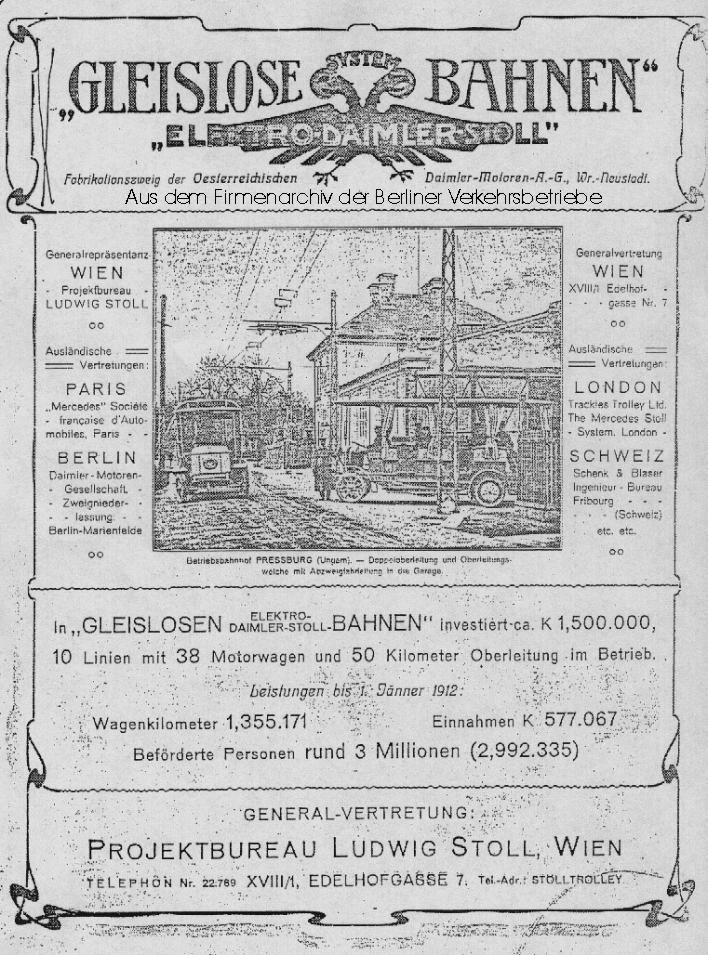 SYSTEM
„GLEISLOSE BAHNEN“
„ELEKTRO-DAIMLER-STOLL“
Fabrikationszweig der Oesterreichischen Daimler-Motoren-A.-G., Wr.-Neustadt.
Aus dem Firmenarchiv der Berliner Verkehrsbetriebe
Generalrepräsentanz
WIEN
- Projektbureau -
LUDWIG STOLL
Ausländische
Vertretungen:
PARIS
„Mercedes" Société
- française d'Auto-
mobiles, Paris - -
BERLIN
Daimler-Motoren-
- Gesellschaft -
- Zweignieder- -
- - lassung - -
Berlin-Marienfelde
Generalvertretung
WIEN
XVIII/1 Edelhof- -
- - - gasse Nr. 7
Ausländische
Vertretungen:
LONDON
Trackles Trolley Ltd.
The Mercedes Stoll
- System, London -
SCHWEIZ
Schenk & Blaser
Ingenieur - Bureau
Fribourg - - -
- - - (Schweiz)
etc. etc.
Betriebsbahnhof PRESSBURG (Ungarn). — Doppeloberleitung und Oberleitungs-
weiche mit Abzweigfahrleitung in die Garage.
In „GLEISLOSEN ELEKTRO-DAIMLER-STOLL-BAHNEN“ investiert ca. K 1,500.000,
10 Linien mit 38 Motorwagen und 50 Kilometer Oberleitung im Betrieb.
Leistungen bis 1. Jänner 1912:
Wagenkilometer 1,355.171 Einnahmen K 577.067
Beförderte Personen rund 3 Millionen (2,992.335)
GENERAL-VERTRETUNG:
PROJEKTBUREAU LUDWIG STOLL, WIEN
TELEPHON Nr. 22.789 XVIII/1, EDELHOFGASSE 7. Tel.-Adr.: STOLLTROLLEY